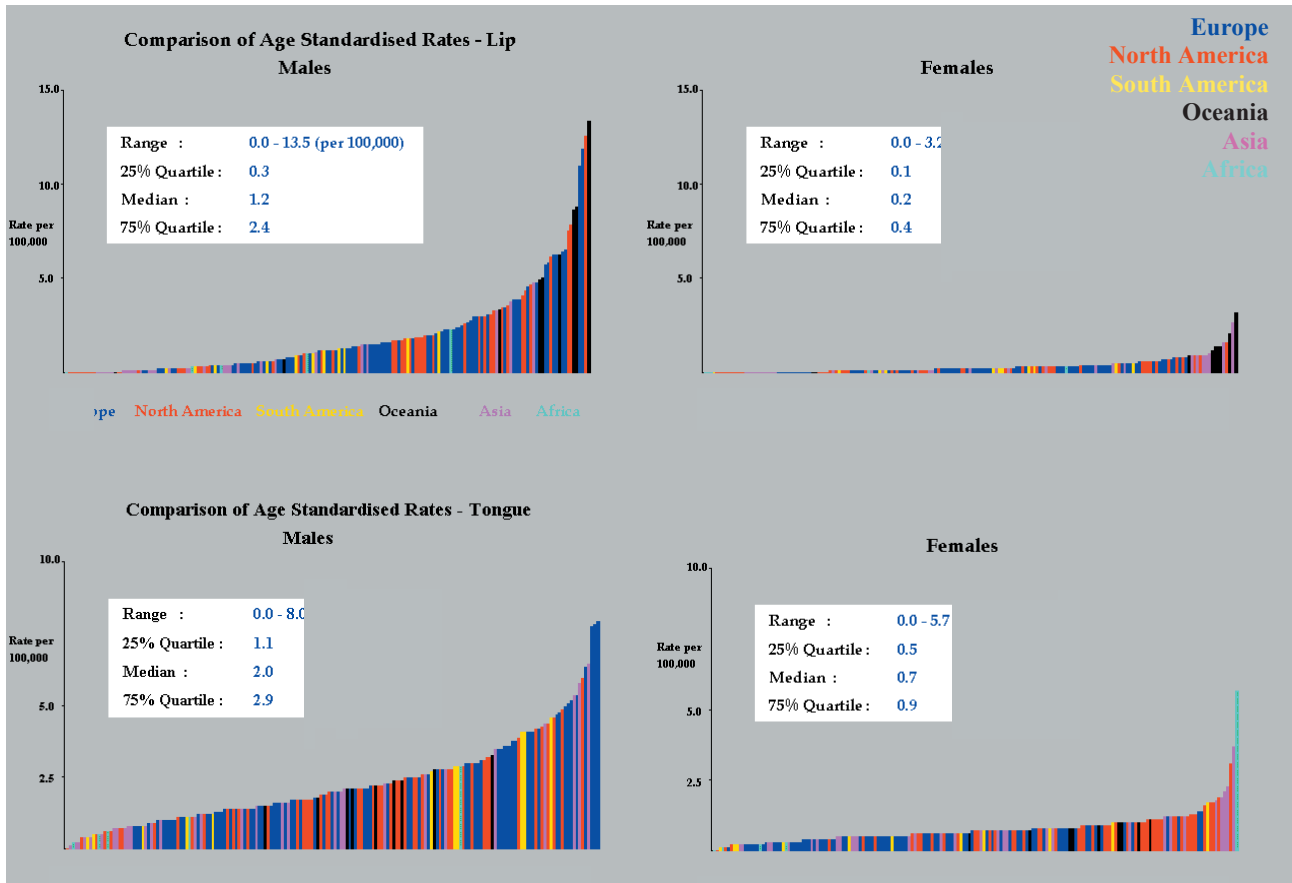 Comparison of Age Standardised Rates - Lip
Males
15.0
10.0
Rate per
100,000
5.0
Range : 0.0 - 13.5 (per 100,000)
25% Quartile : 0.3
Median : 1.2
75% Quartile : 2.4
Females
15.0
10.0
Rate per
100,000
5.0
Range : 0.0 - 3.2
25% Quartile : 0.1
Median : 0.2
75% Quartile : 0.4
Europe
North America
South America
Oceania
Asia
Africa
ope North America South America Oceania Asia Africa
Comparison of Age Standardised Rates - Tongue
Males
10.0
Rate per
100,000
5.0
2.5
Range : 0.0 - 8.0
25% Quartile : 1.1
Median : 2.0
75% Quartile : 2.9
Females
10.0
Rate per
100,000
5.0
2.5
Range : 0.0 - 5.7
25% Quartile : 0.5
Median : 0.7
75% Quartile : 0.9